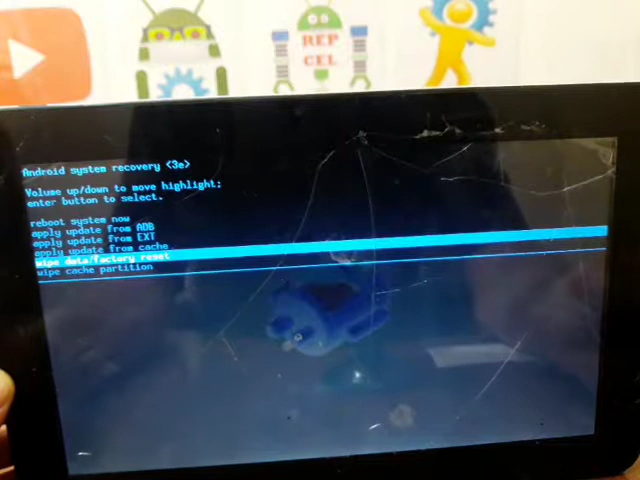 REP
CEL
Android system recovery <3e>
Volume up/down to move highlight;
enter button to select.
reboot system now
apply update from ADB
apply update from EXT
apply update from cache
wipe data/factory reset
wipe cache partition